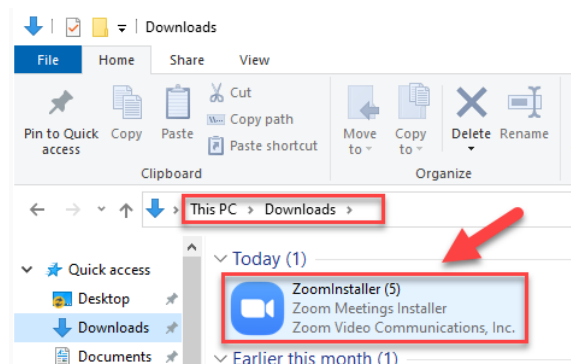 Downloads
File Home Share View
Pin to Quick access
Copy
Paste
Cut
Copy path
Paste shortcut
Move to
Copy to
Delete
Rename
Clipboard
Organize
This PC > Downloads >
Today (1)
Quick access
ZoomInstaller (5)
Desktop
Zoom Meetings Installer
Downloads
Zoom Video Communications, Inc.
Documents
Earlier this month (1)